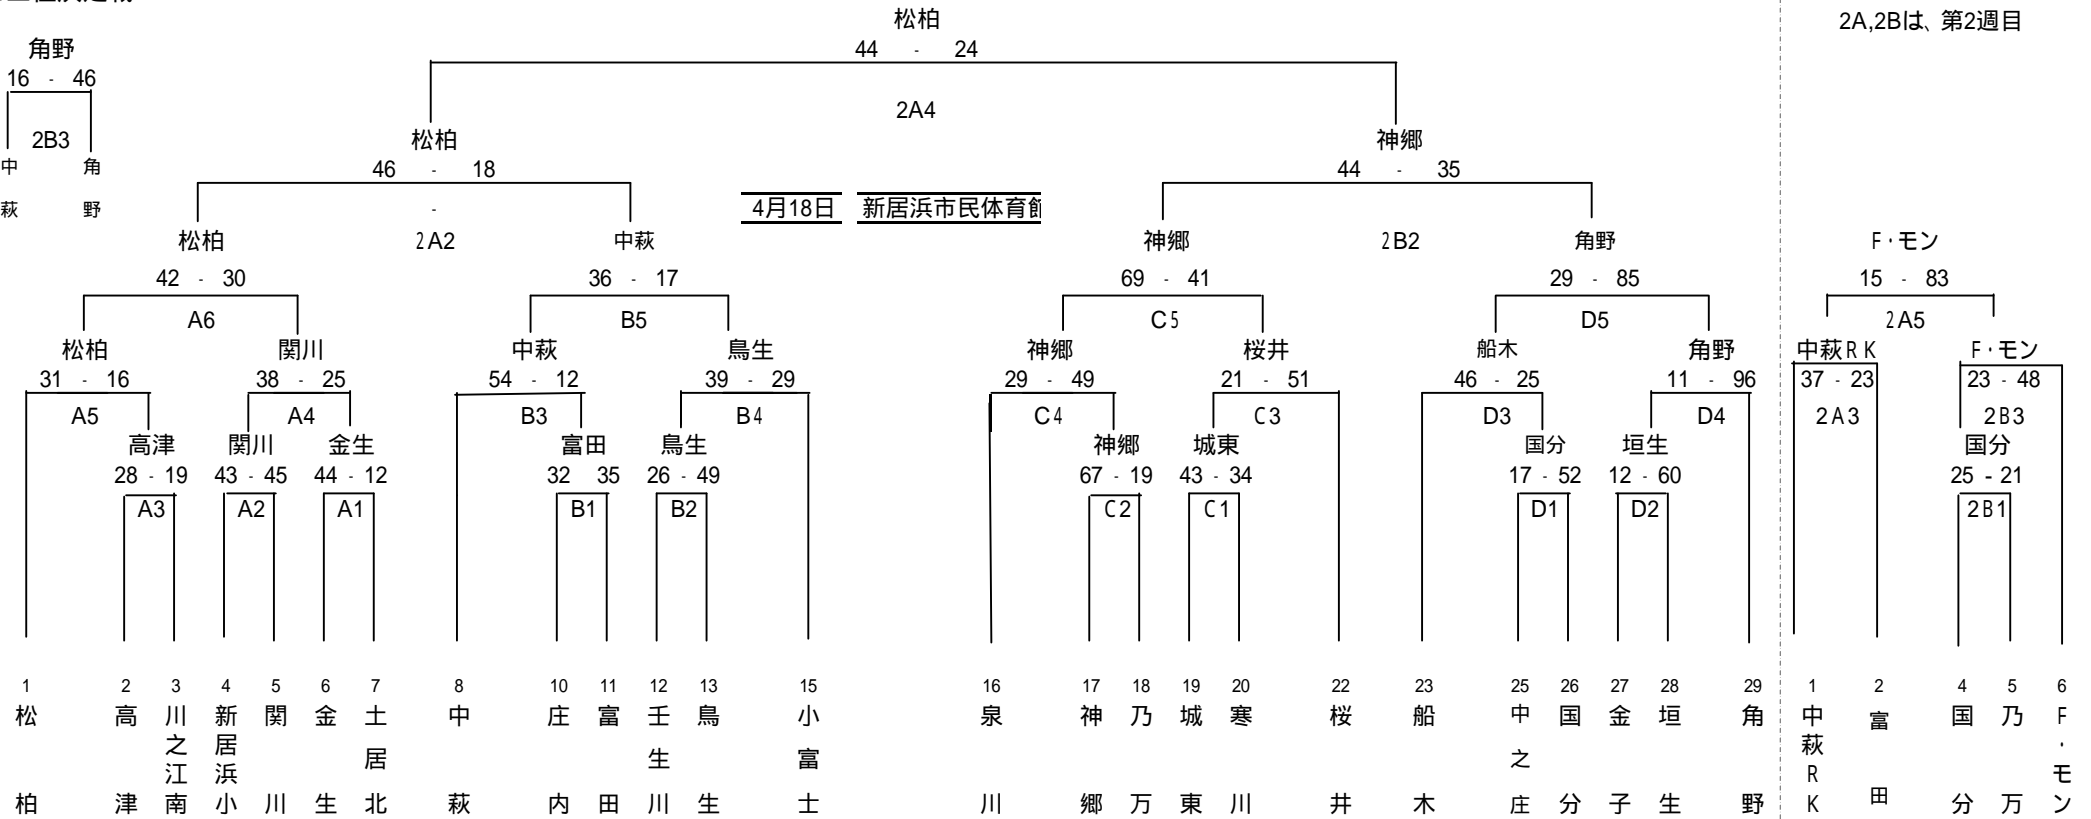 松柏
2A,2Bは、第2週目
角野
44 - 24
16 - 46
2A4
2B3
松柏
神郷
中萩
角野
46 - 18
44 - 35
-
4月18日 新居浜市民体育館
松柏
2A2
中萩
神郷
2B2
角野
F・モン
42 - 30
36 - 17
69 - 41
29 - 85
15 - 83
A6
B5
C5
D5
2A5
松柏
関川
中萩
鳥生
神郷
桜井
船木
角野
中萩RK
F・モン
31 - 16
38 - 25
54 - 12
39 - 29
29 - 49
21 - 51
46 - 25
11 - 96
37 - 23
23 - 48
A5
A4
B3
B4
C4
C3
D3
D4
2A3
2B3
高津
関川
金生
富田
鳥生
神郷
城東
国分
垣生
国分
28 - 19
43 - 45
44 - 12
32 35
26 - 49
67 - 19
43 - 34
17 - 52
12 - 60
25 - 21
A3
A2
A1
B1
B2
C2
C1
D1
D2
2B1
1 松柏
2 高津
3 川之江南
4 新居浜小
5 関川
6 金生
7 土居北
8 中萩
10 庄内
11 富田
12 壬生川
13 鳥生
15 小富士
16 泉川
17 神郷
18 乃万
19 城東
20 寒川
22 桜井
23 船木
25 中之庄
26 国分
27 金子
28 垣生
29 角野
1 中萩RK
2 富田
4 国分
5 乃万
6 F・モン